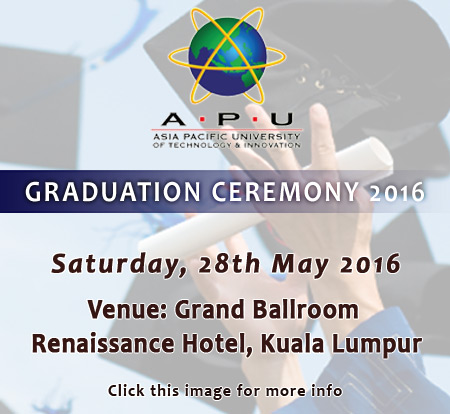 A·P·U
ASIA PACIFIC UNIVERSITY
OF TECHNOLOGY & INNOVATION
GRADUATION CEREMONY 2016
Saturday, 28th May 2016
Venue: Grand Ballroom
Renaissance Hotel, Kuala Lumpur
Click this image for more info